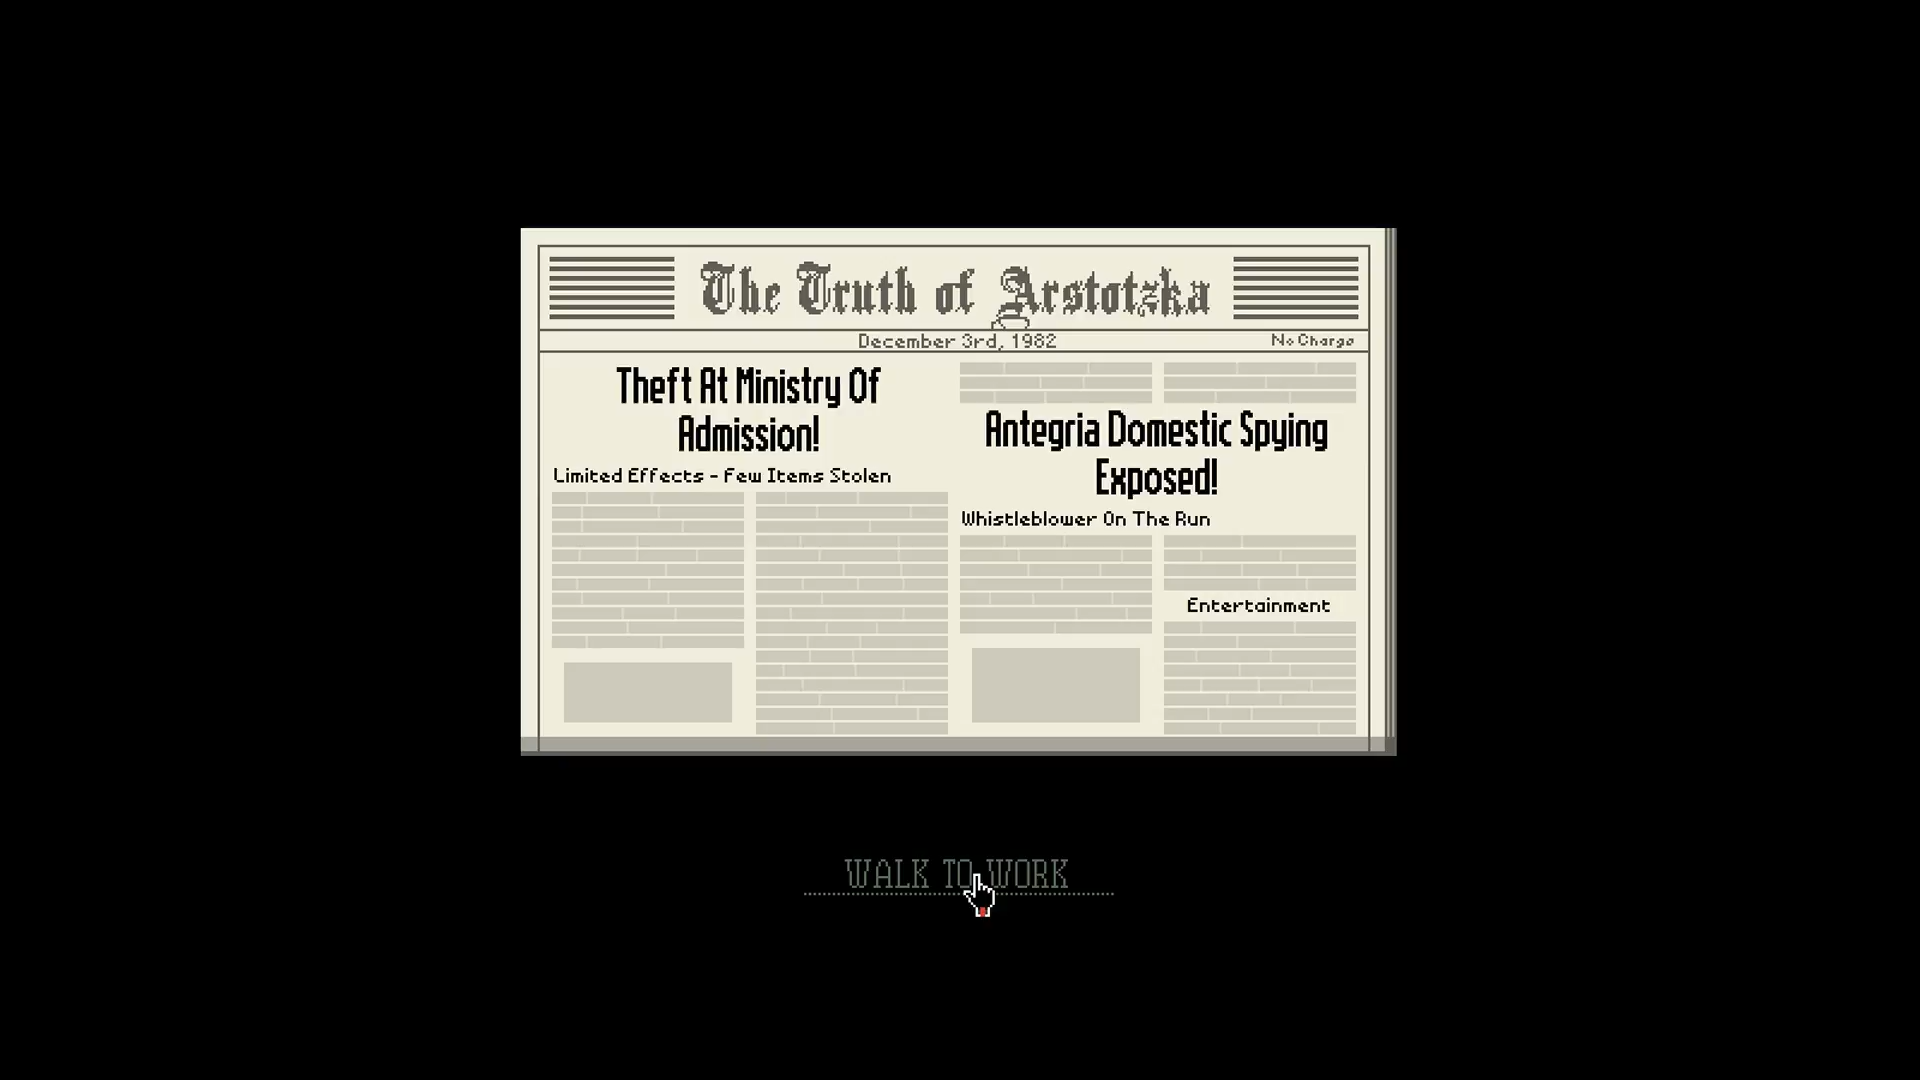 The Truth of Arstotzka
December 3rd, 1982
No Charge
Theft At Ministry Of
Admission!
Limited Effects - Few Items Stolen
Antegria Domestic Spying
Exposed!
Whistleblower On The Run
Entertainment
WALK TO WORK